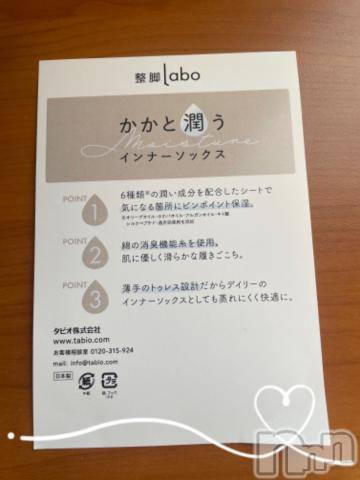 整脚Labo
かかと潤う
Moisture
インナーソックス
POINT
1
6種類※の潤い成分を配合したシートで
気になる箇所にピンポイント保湿。
POINT
2
綿の消臭機能糸を使用。
肌に優しく滑らかな履きごこち。
POINT
3
薄手のトゥレス設計だからデイリーの
インナーソックスとしても蒸れにくく快適に。
タビオ株式会社
www.tabio.com
お客様相談室 0120-315-924
mail: info@tabio.com
日本製
紙
プラ